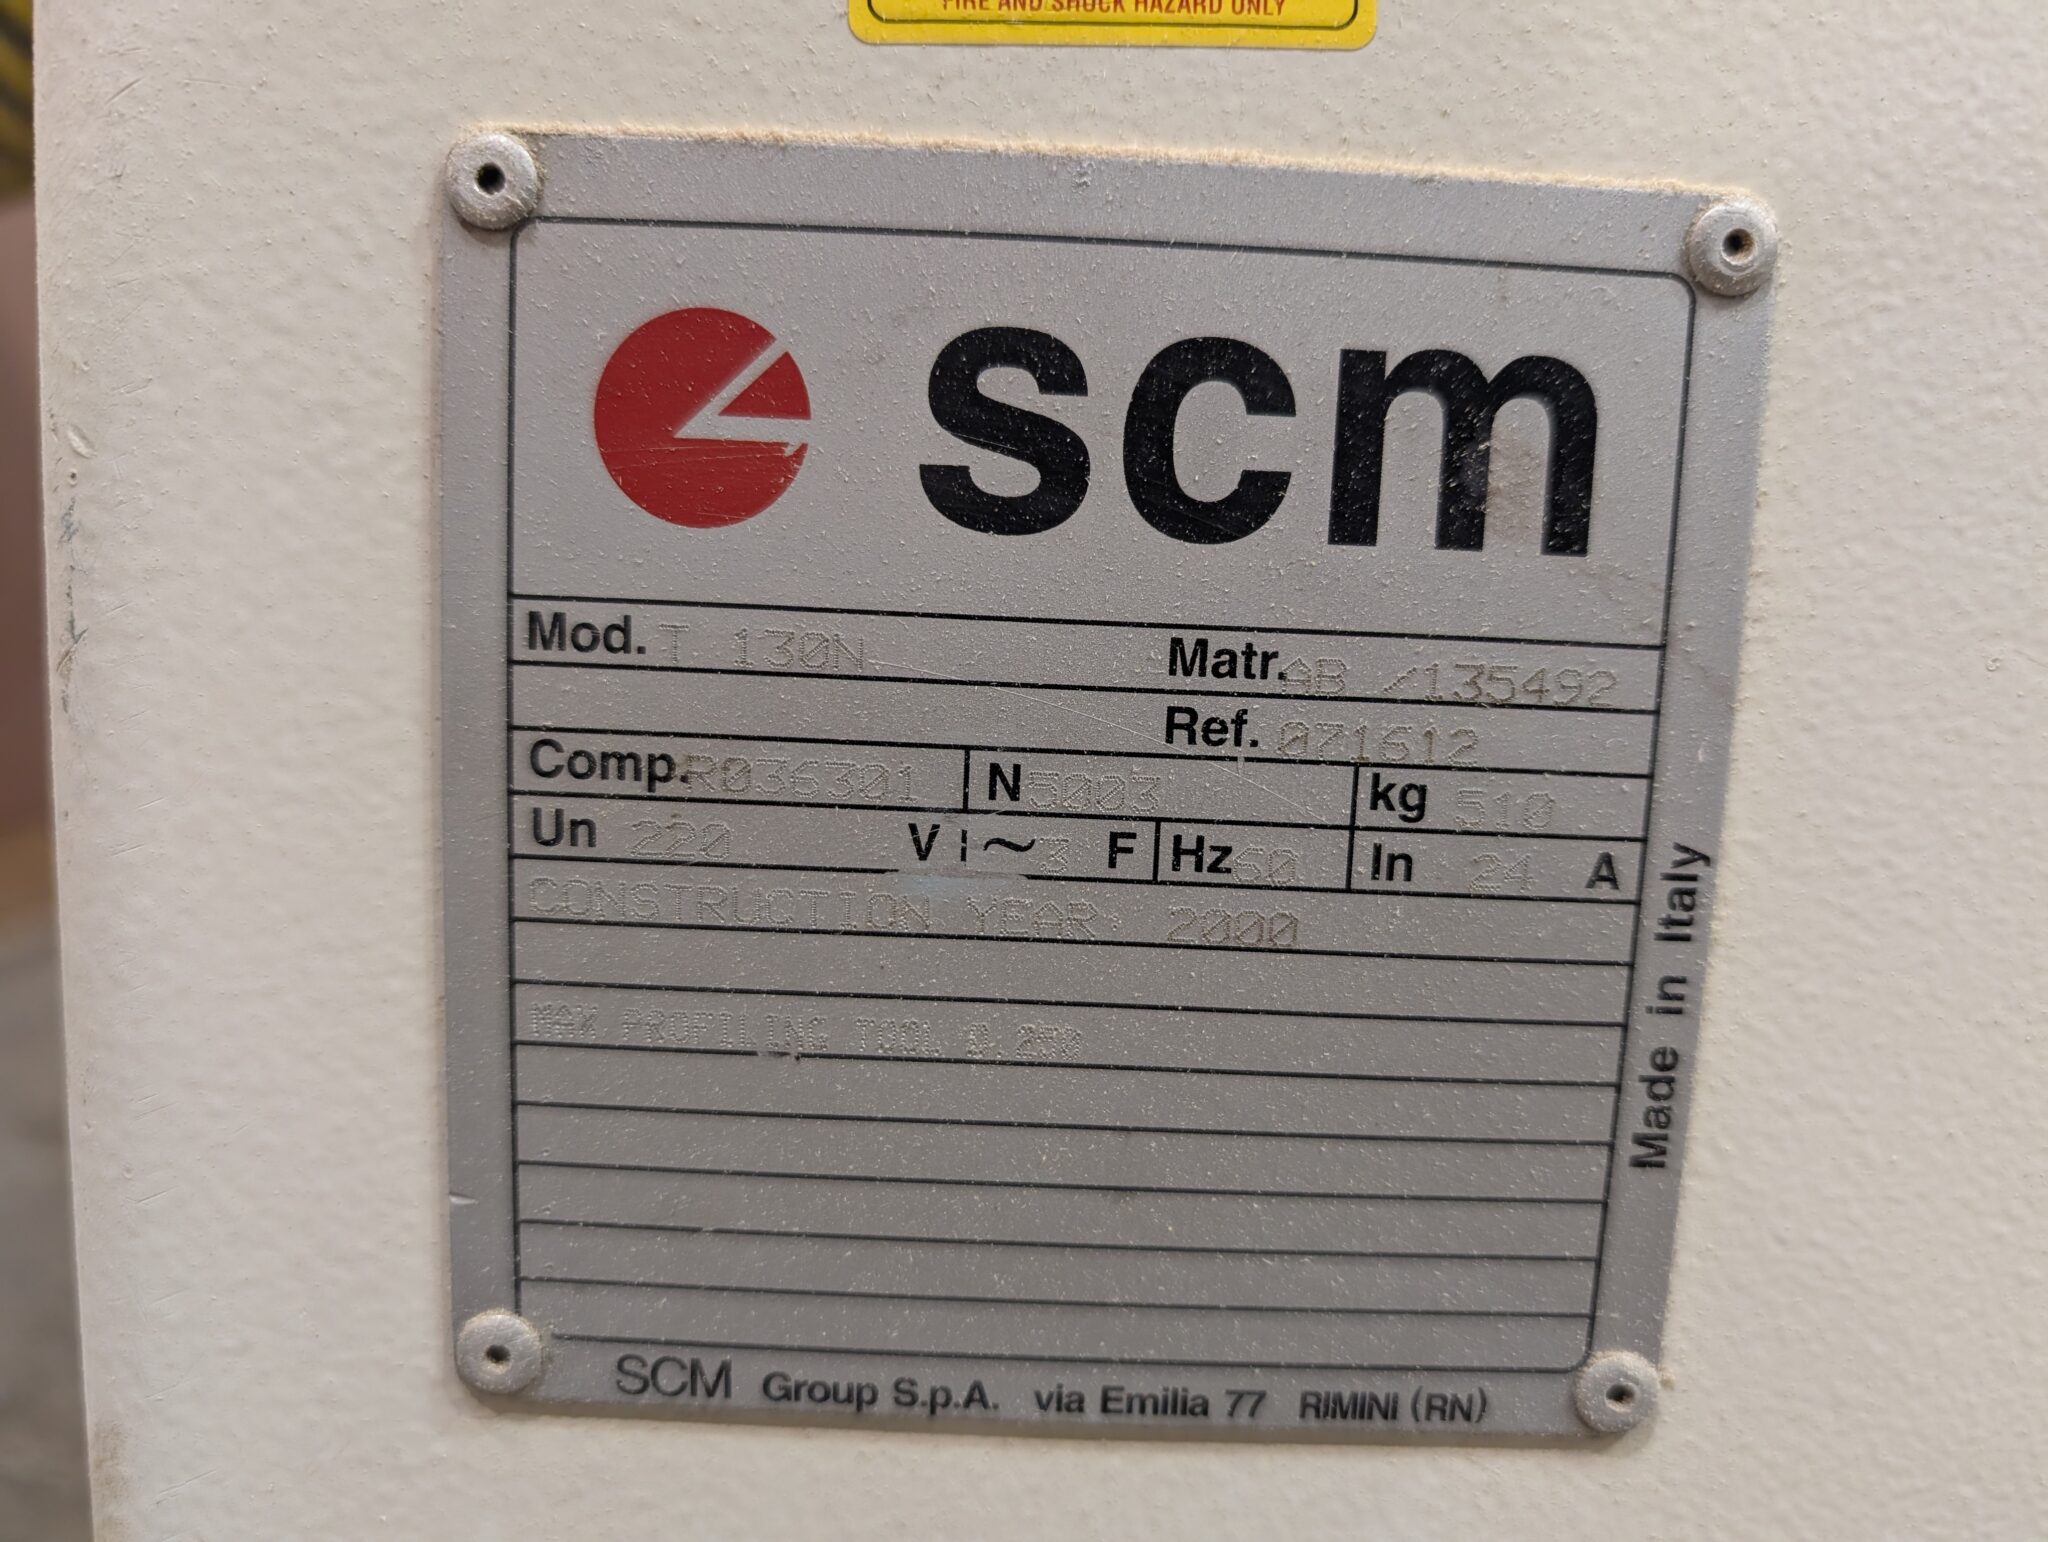 FIRE AND SHOCK HAZARD ONLY
scm
Mod. T 130N Matr. AB /135492
Ref. 071612
Comp. R036301 N 5003 kg 510
Un 220 V ~ 3 F Hz 60 In 24 A
CONSTRUCTION YEAR: 2000
MAX PROFILING TOOL Ø.250
Made in Italy
SCM Group S.p.A. via Emilia 77 RIMINI (RN)